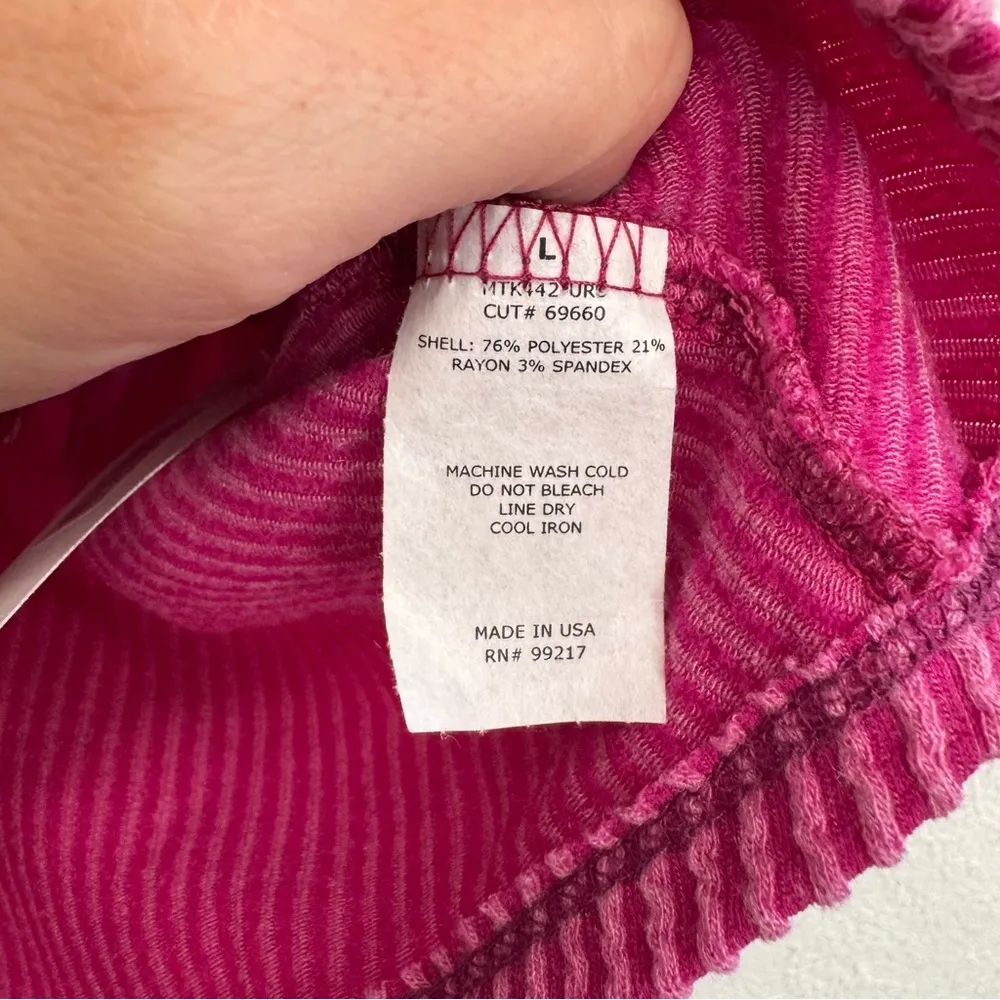 L
MTK442 URC
CUT# 69660
SHELL: 76% POLYESTER 21%
RAYON 3% SPANDEX
MACHINE WASH COLD
DO NOT BLEACH
LINE DRY
COOL IRON
MADE IN USA
RN# 99217